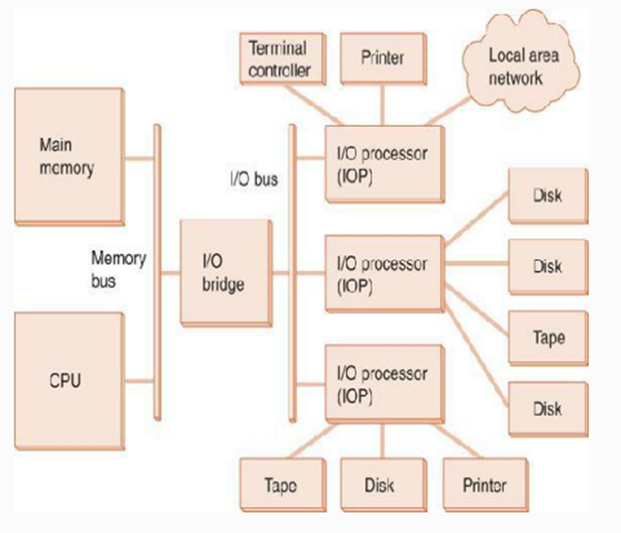 Terminal
controller
Printer
Local area
network
Main
memory
I/O processor
(IOP)
I/O bus
Disk
Memory
bus
I/O
bridge
I/O processor
(IOP)
Disk
Tape
CPU
I/O processor
(IOP)
Disk
Tape
Disk
Printer